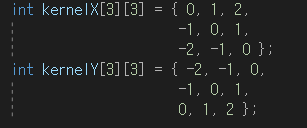 int kernelX[3][3] = { 0, 1, 2,
-1, 0, 1,
-2, -1, 0 };
int kernelY[3][3] = { -2, -1, 0,
-1, 0, 1,
0, 1, 2 };